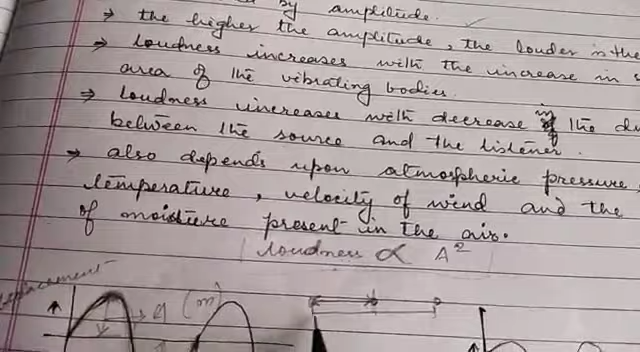 by amplitude.
→ the higher the amplitude, the louder is the
→ loudness increases with the increase in
area of the vibrating bodies.
→ loudness increases with decrease in the
between the source and the listener.
→ also depends upon atmospheric pressure,
temperature, velocity of wind and the
of moisture present in the air.
loudness ∝ A²
(m)